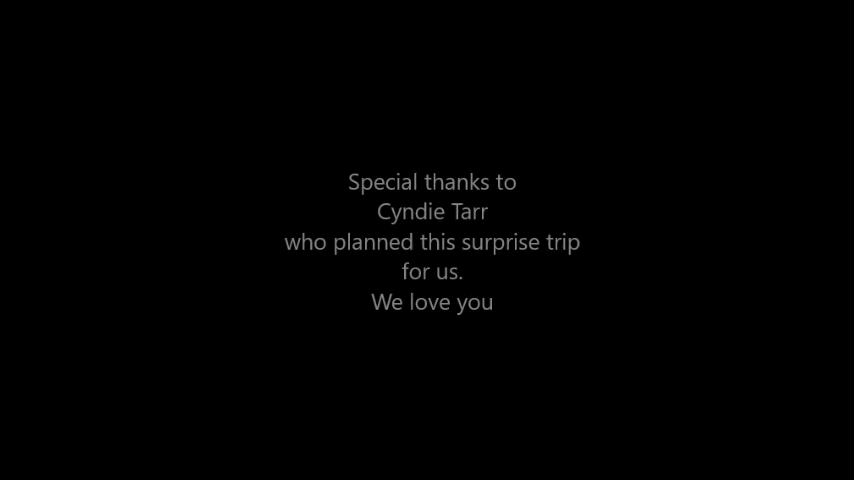 Special thanks to
Cyndie Tarr
who planned this surprise trip
for us.
We love you